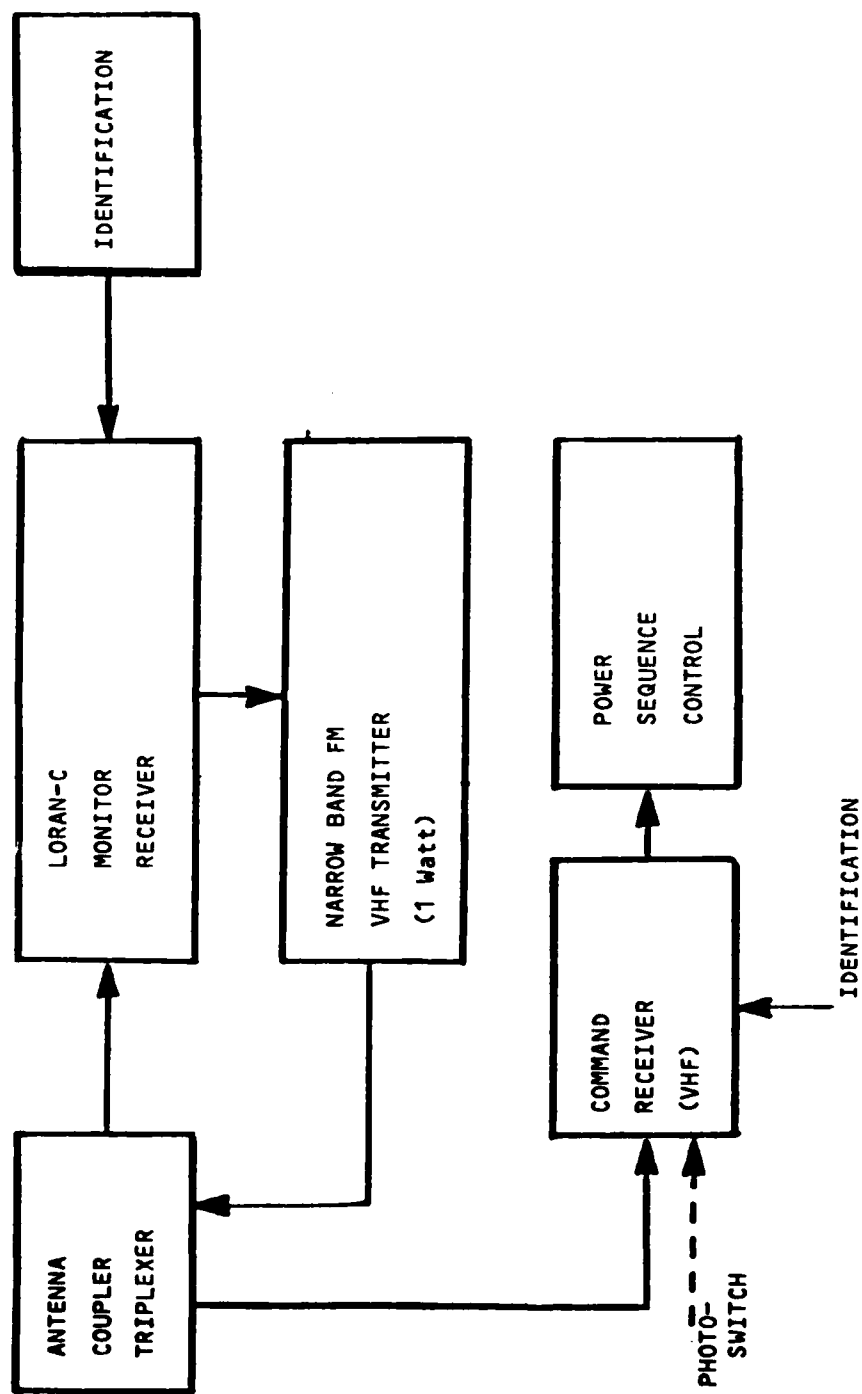 ANTENNA
COUPLER
TRIPLEXER
LORAN-C
MONITOR
RECEIVER
IDENTIFICATION
NARROW BAND FM
VHF TRANSMITTER
(1 Watt)
COMMAND
RECEIVER
(VHF)
POWER
SEQUENCE
CONTROL
PHOTO-
SWITCH
IDENTIFICATION